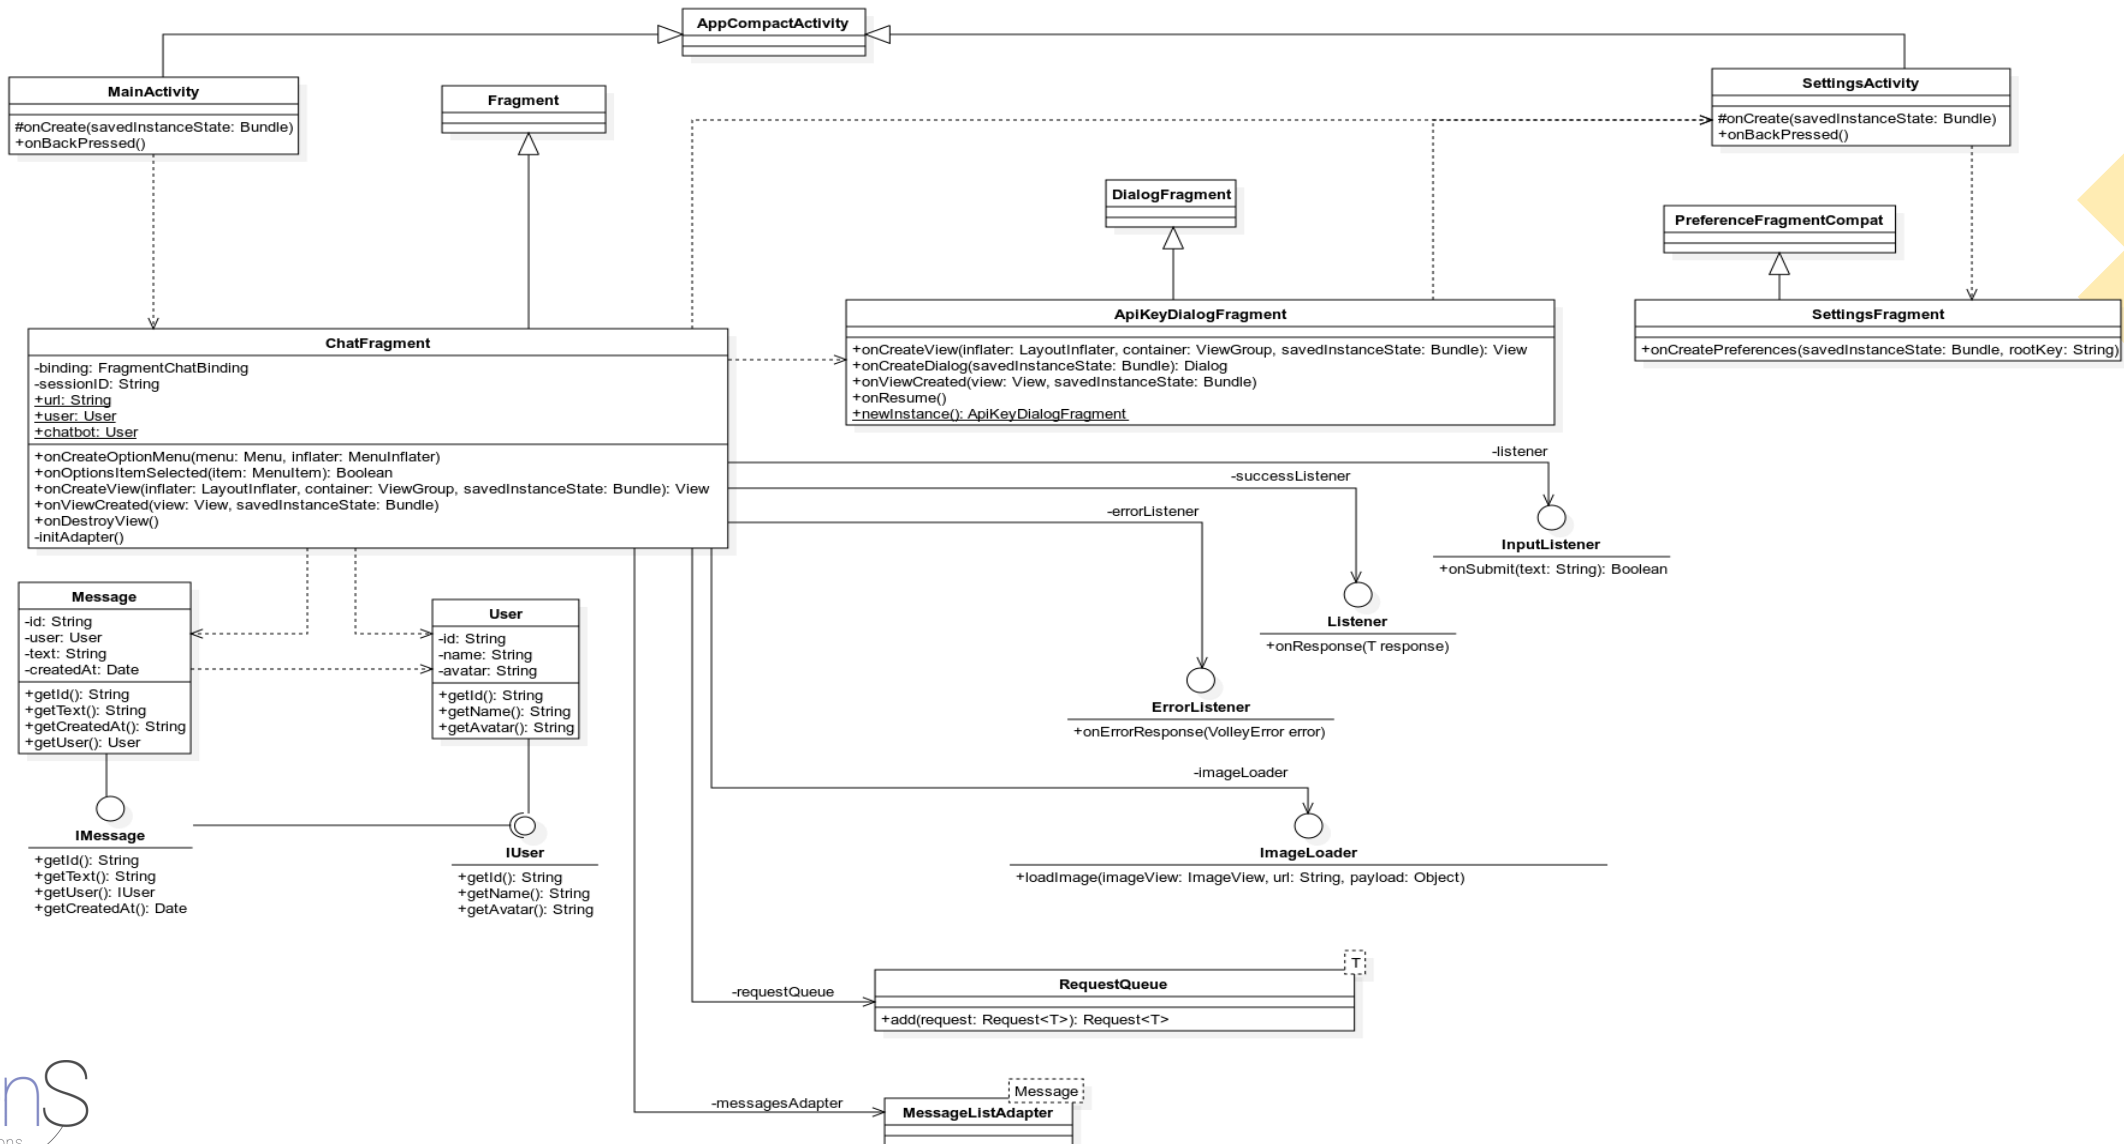 AppCompactActivity
MainActivity
#onCreate(savedInstanceState: Bundle)
+onBackPressed()
Fragment
SettingsActivity
#onCreate(savedInstanceState: Bundle)
+onBackPressed()
DialogFragment
PreferenceFragmentCompat
ChatFragment
-binding: FragmentChatBinding
-sessionID: String
+url: String
+user: User
+chatbot: User
+onCreateOptionMenu(menu: Menu, inflater: MenuInflater)
+onOptionsItemSelected(item: MenuItem): Boolean
+onCreateView(inflater: LayoutInflater, container: ViewGroup, savedInstanceState: Bundle): View
+onViewCreated(view: View, savedInstanceState: Bundle)
+onDestroyView()
-initAdapter()
ApiKeyDialogFragment
+onCreateView(inflater: LayoutInflater, container: ViewGroup, savedInstanceState: Bundle): View
+onCreateDialog(savedInstanceState: Bundle): Dialog
+onViewCreated(view: View, savedInstanceState: Bundle)
+onResume()
+newInstance(): ApiKeyDialogFragment
SettingsFragment
+onCreatePreferences(savedInstanceState: Bundle, rootKey: String)
-listener
-successListener
-errorListener
InputListener
+onSubmit(text: String): Boolean
Listener
+onResponse(T response)
ErrorListener
+onErrorResponse(VolleyError error)
Message
-id: String
-user: User
-text: String
-createdAt: Date
+getId(): String
+getText(): String
+getCreatedAt(): String
+getUser(): User
User
-id: String
-name: String
-avatar: String
+getId(): String
+getName(): String
+getAvatar(): String
IMessage
+getId(): String
+getText(): String
+getUser(): IUser
+getCreatedAt(): Date
IUser
+getId(): String
+getName(): String
+getAvatar(): String
-imageLoader
ImageLoader
+loadImage(imageView: ImageView, url: String, payload: Object)
T
-requestQueue
RequestQueue
+add(request: Request<T>): Request<T>
Message
-messagesAdapter
MessageListAdapter
nS